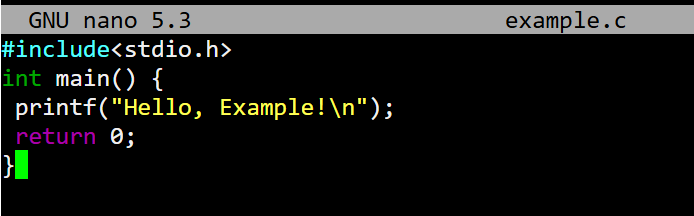 GNU nano 5.3 example.c
#include<stdio.h>
int main() {
 printf("Hello, Example!\n");
 return 0;
}